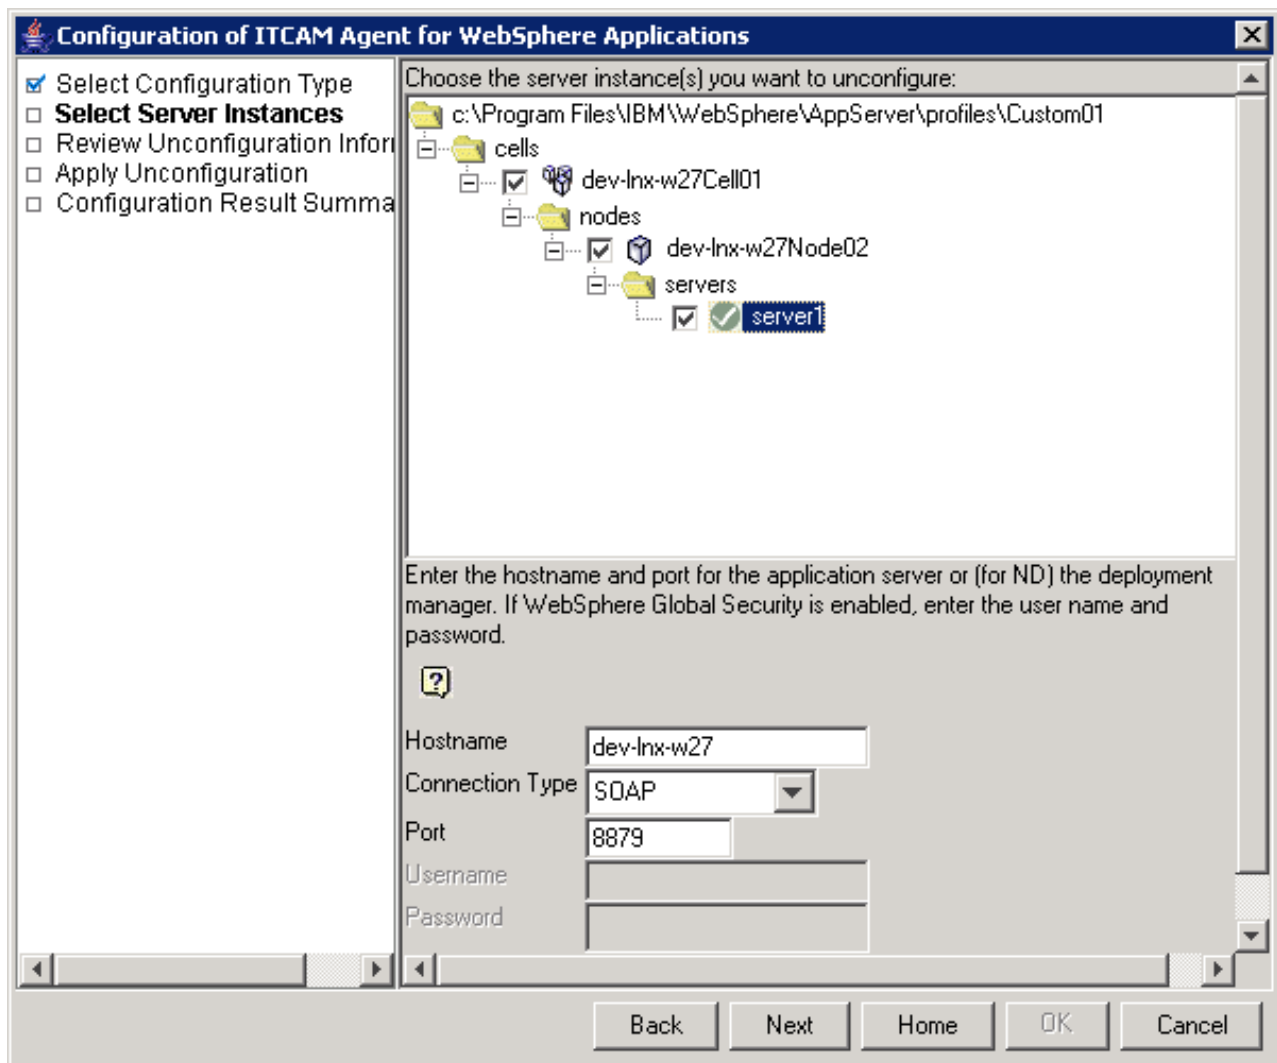 Configuration of ITCAM Agent for WebSphere Applications
Select Configuration Type
Select Server Instances
Review Unconfiguration Infor
Apply Unconfiguration
Configuration Result Summa
Choose the server instance(s) you want to unconfigure:
c:\Program Files\IBM\WebSphere\AppServer\profiles\Custom01
cells
dev-lnx-w27Cell01
nodes
dev-lnx-w27Node02
servers
server1
Enter the hostname and port for the application server or (for ND) the deployment
manager. If WebSphere Global Security is enabled, enter the user name and
password.
?
Hostname dev-lnx-w27
Connection Type SOAP
Port 8879
Username
Password
Back Next Home OK Cancel